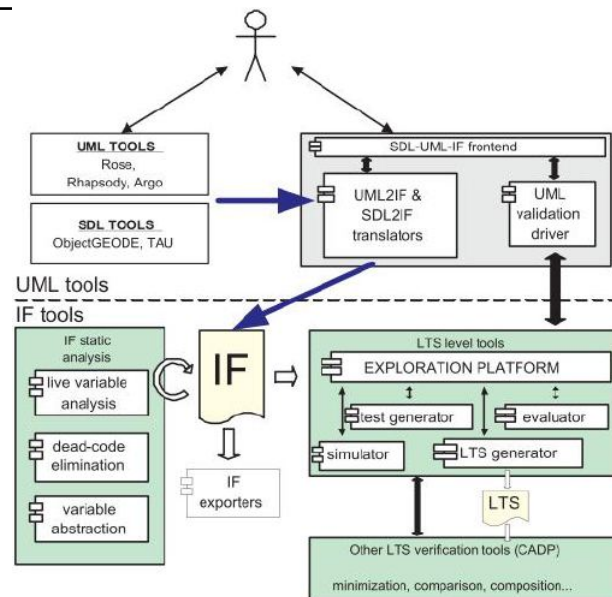 UML TOOLS
Rose,
Rhapsody, Argo
SDL TOOLS
ObjectGEODE, TAU
SDL-UML-IF frontend
UML2IF &
SDL2IF
translators
UML
validation
driver
UML tools
IF tools
IF static
analysis
live variable
analysis
dead-code
elimination
variable
abstraction
IF
IF
exporters
LTS level tools
EXPLORATION PLATFORM
test generator
evaluator
simulator
LTS generator
LTS
Other LTS verification tools (CADP)
minimization, comparison, composition...